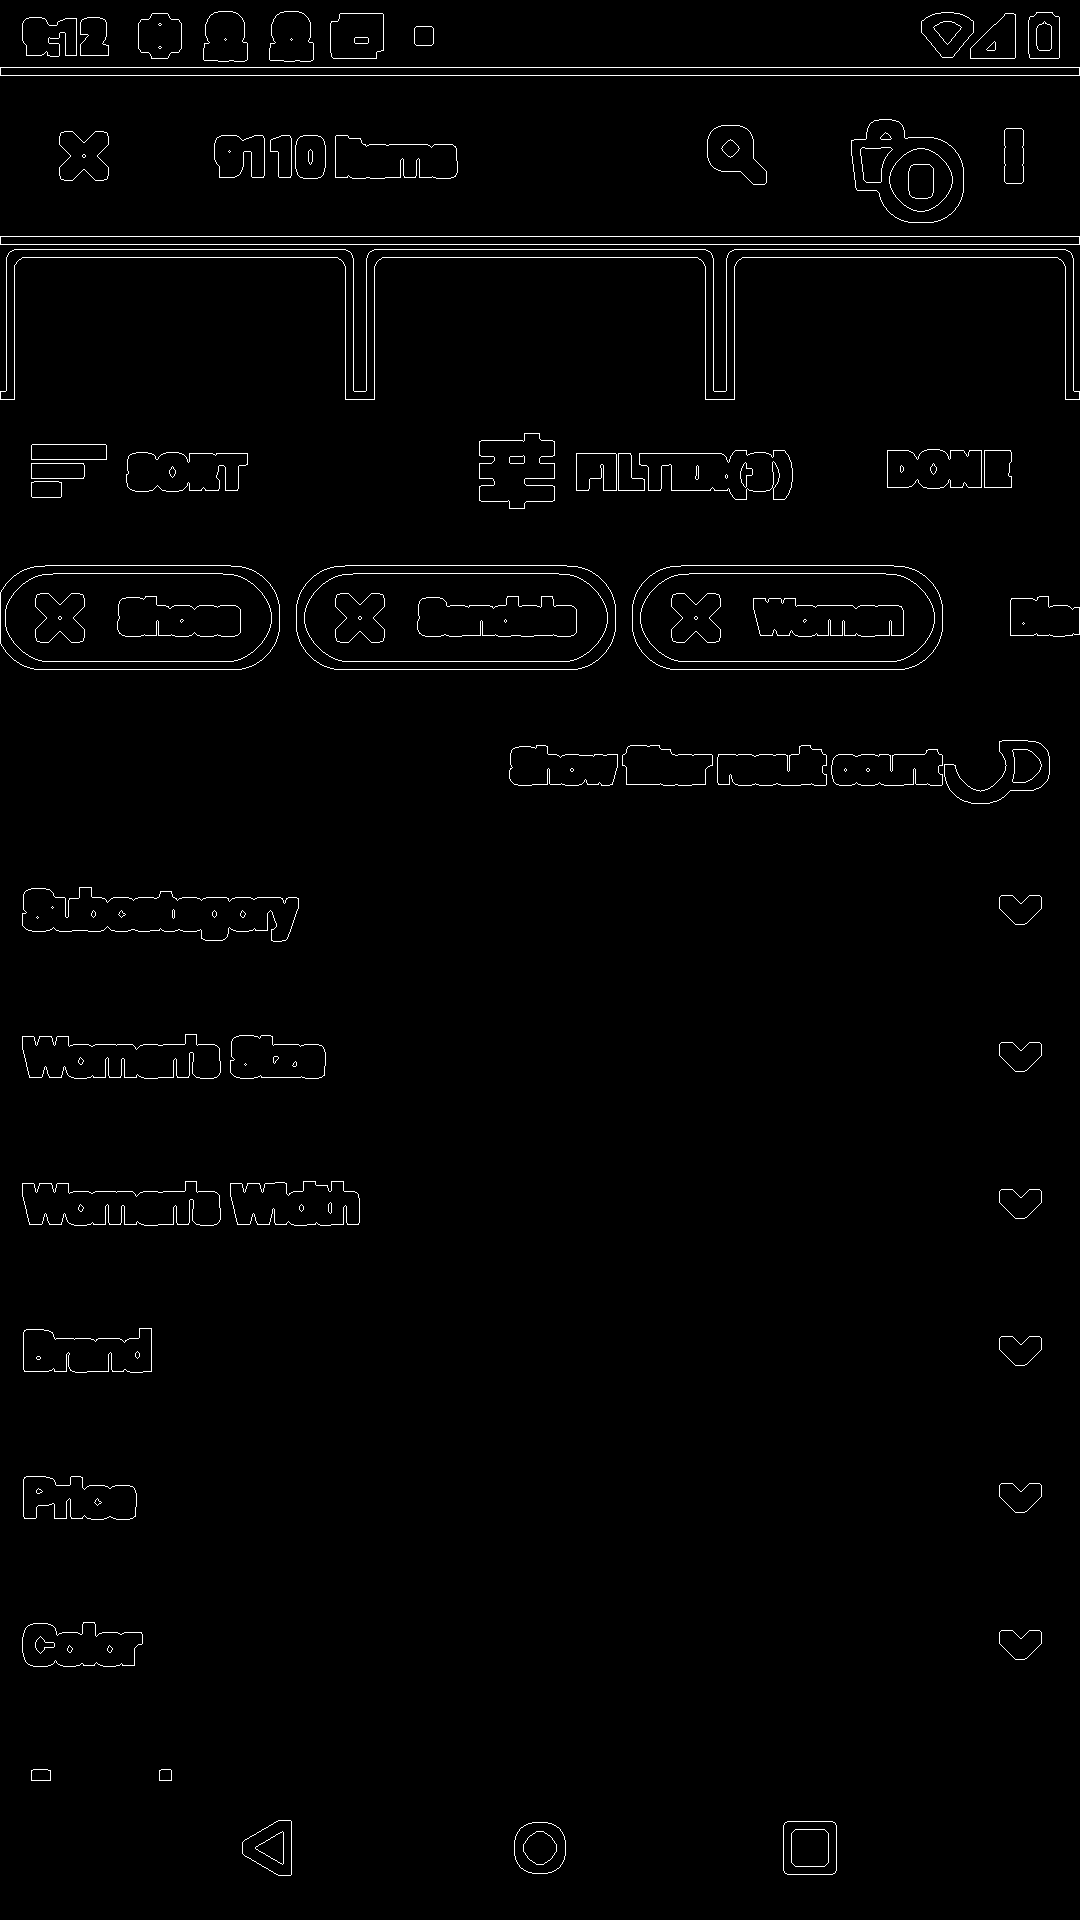 9:12
9110 Items
SORT
FILTER(3)
DONE
Shoes
Sandals
Women
Show filter result count
Subcategory
Women's Size
Women's Width
Brand
Price
Color